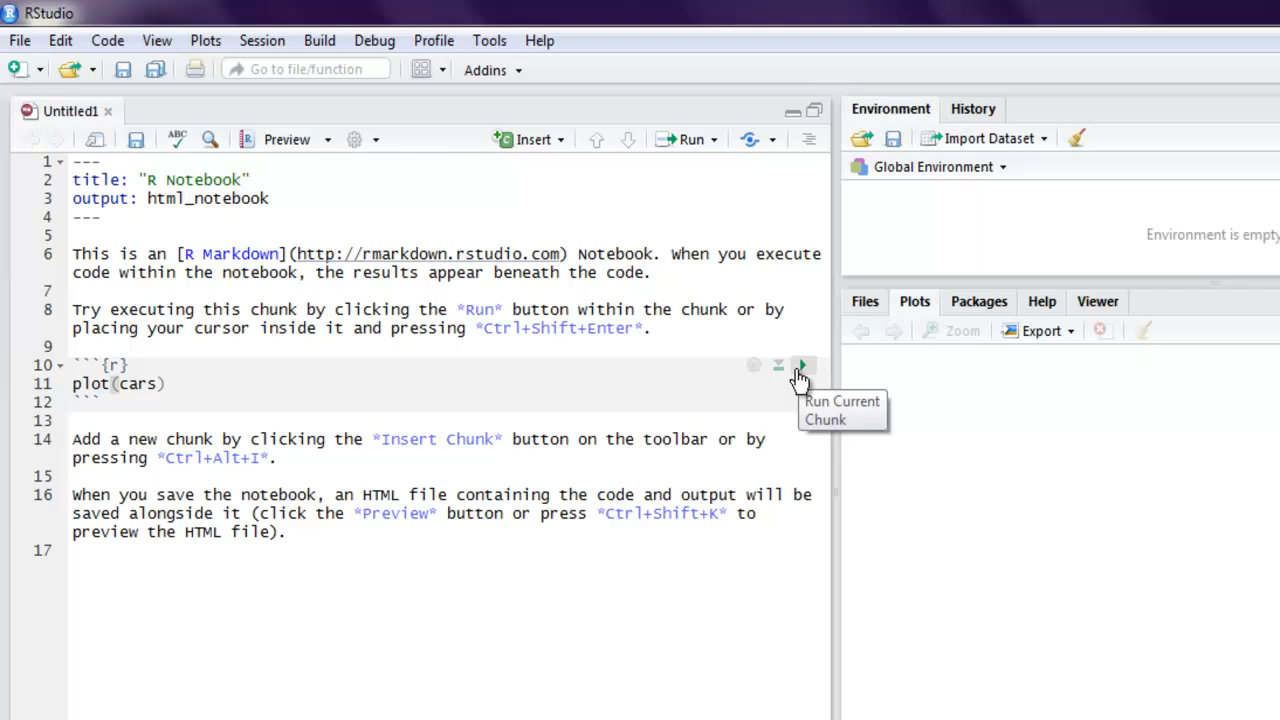 RStudio
File Edit Code View Plots Session Build Debug Profile Tools Help
Go to file/function Addins
Untitled1
ABC Preview Insert Run
1 ---
2 title: "R Notebook"
3 output: html_notebook
4 ---
5
6 This is an [R Markdown](http://rmarkdown.rstudio.com) Notebook. When you execute
code within the notebook, the results appear beneath the code.
7
8 Try executing this chunk by clicking the *Run* button within the chunk or by
placing your cursor inside it and pressing *Ctrl+Shift+Enter*.
9
10 ```{r}
11 plot(cars)
12 ```
13
14 Add a new chunk by clicking the *Insert Chunk* button on the toolbar or by
pressing *Ctrl+Alt+I*.
15
16 When you save the notebook, an HTML file containing the code and output will be
saved alongside it (click the *Preview* button or press *Ctrl+Shift+K* to
preview the HTML file).
17
Run Current
Chunk
Environment History
Import Dataset
Global Environment
Environment is empty
Files Plots Packages Help Viewer
Zoom Export